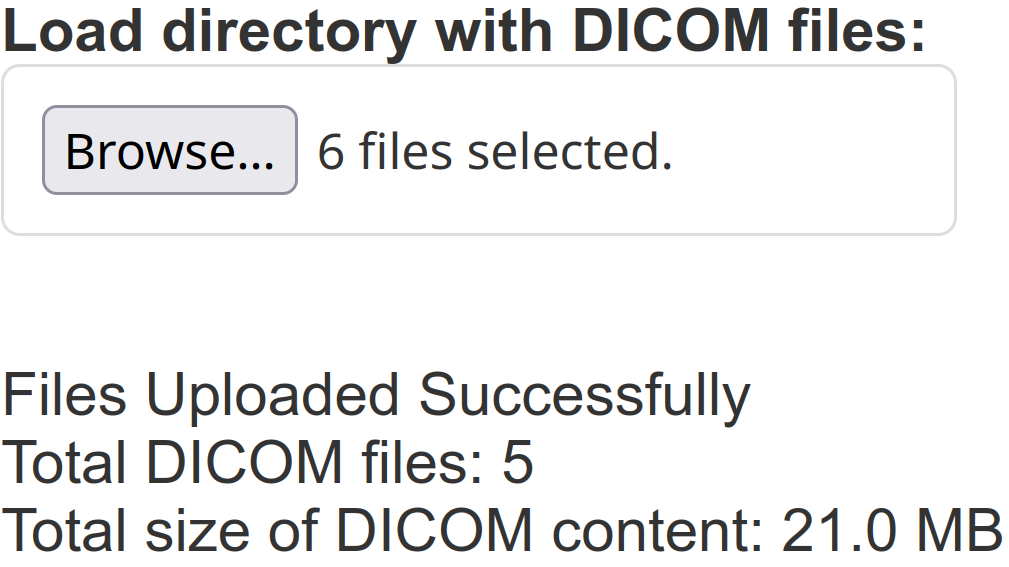 Load directory with DICOM files:
Browse... 6 files selected.
Files Uploaded Successfully
Total DICOM files: 5
Total size of DICOM content: 21.0 MB